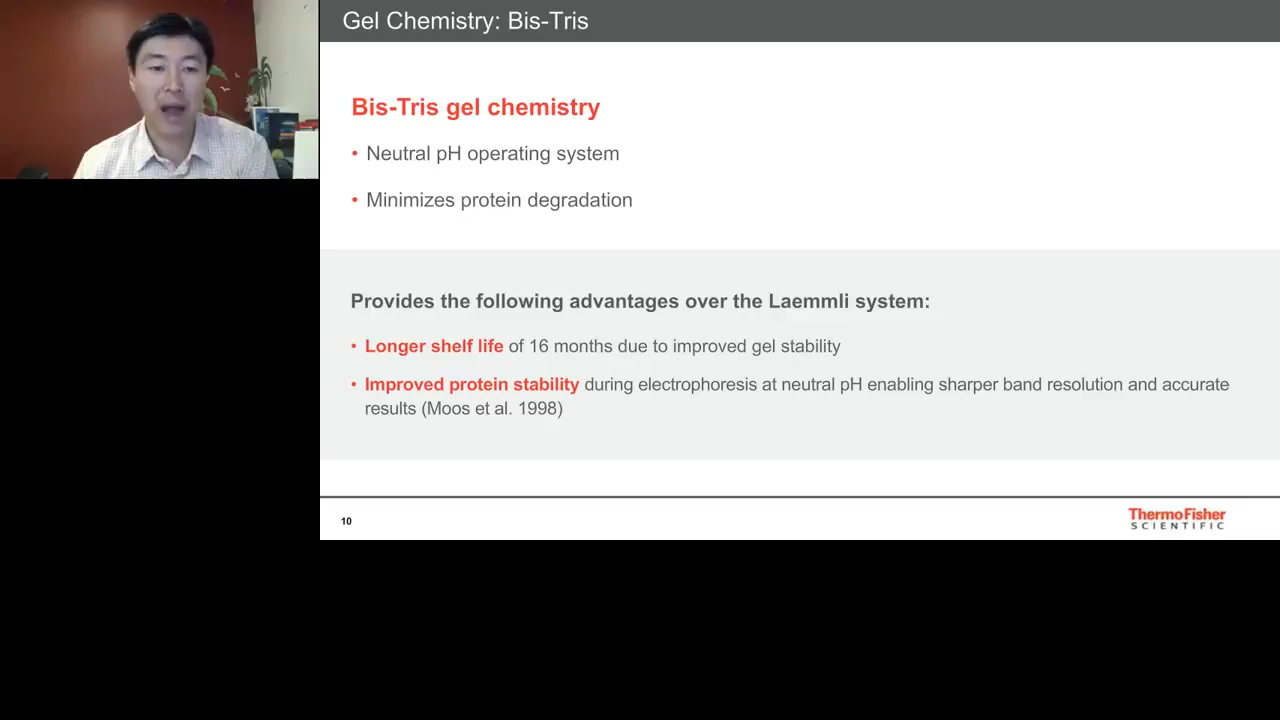 Gel Chemistry: Bis-Tris
Bis-Tris gel chemistry
• Neutral pH operating system
• Minimizes protein degradation
Provides the following advantages over the Laemmli system:
• Longer shelf life of 16 months due to improved gel stability
• Improved protein stability during electrophoresis at neutral pH enabling sharper band resolution and accurate
results (Moos et al. 1998)
10
ThermoFisher
SCIENTIFIC